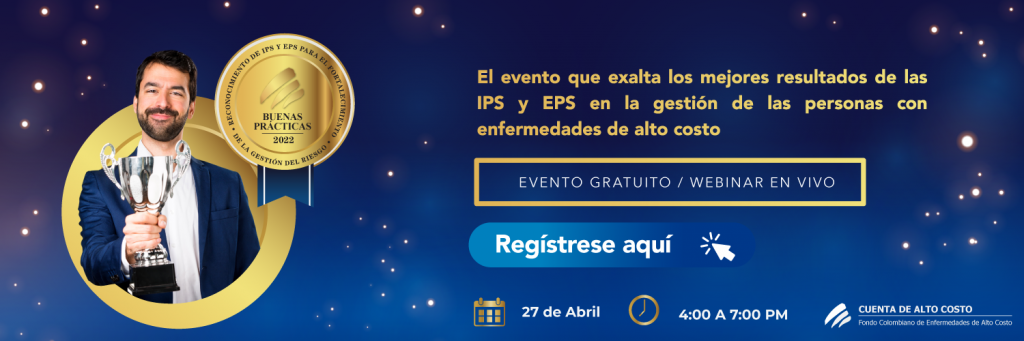 RECONOCIMIENTO DE IPS Y EPS PARA EL FORTALECIMIENTO
DE LA GESTIÓN DEL RIESGO
BUENAS
PRÁCTICAS
2022
El evento que exalta los mejores resultados de las
IPS y EPS en la gestión de las personas con
enfermedades de alto costo
EVENTO GRATUITO / WEBINAR EN VIVO
Regístrese aquí
27 de Abril
4:00 A 7:00 PM
CUENTA DE ALTO COSTO
Fondo Colombiano de Enfermedades de Alto Costo